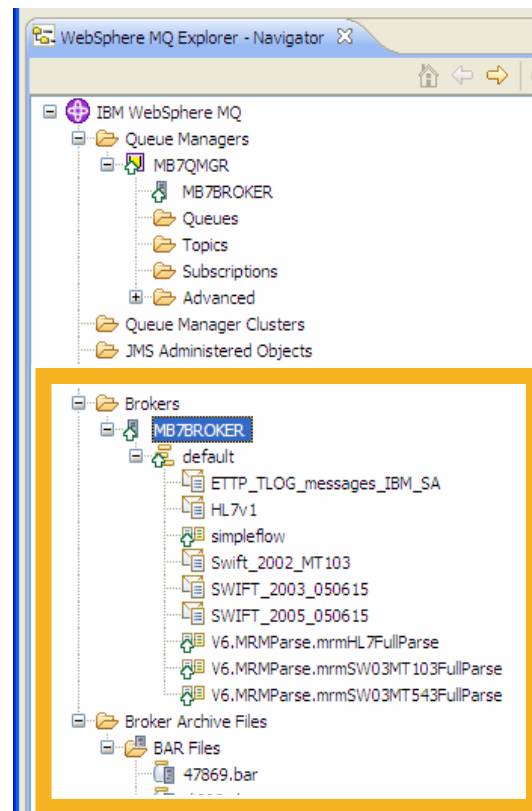 WebSphere MQ Explorer - Navigator
IBM WebSphere MQ
Queue Managers
MB7QMGR
MB7BROKER
Queues
Topics
Subscriptions
Advanced
Queue Manager Clusters
JMS Administered Objects
Brokers
MB7BROKER
default
ETTP_TLOG_messages_IBM_SA
HL7v1
simpleflow
Swift_2002_MT103
SWIFT_2003_050615
SWIFT_2005_050615
V6.MRMParse.mrmHL7FullParse
V6.MRMParse.mrmSW03MT103FullParse
V6.MRMParse.mrmSW03MT543FullParse
Broker Archive Files
BAR Files
47869.bar